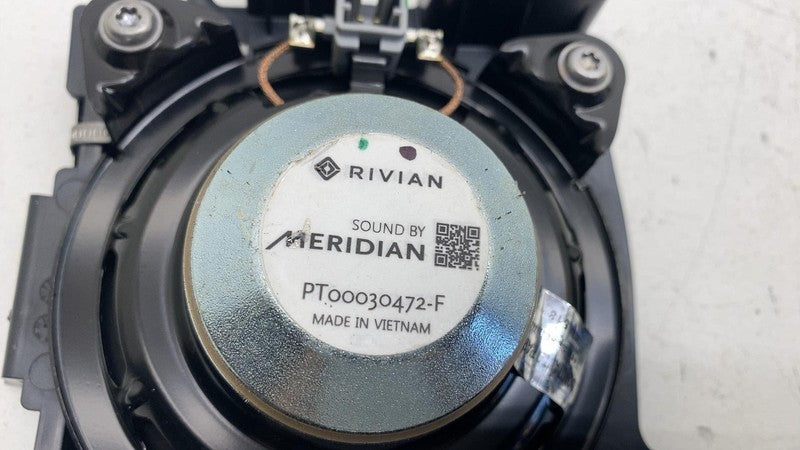 RIVIAN
SOUND BY
MERIDIAN
PT00030472-F
MADE IN VIETNAM